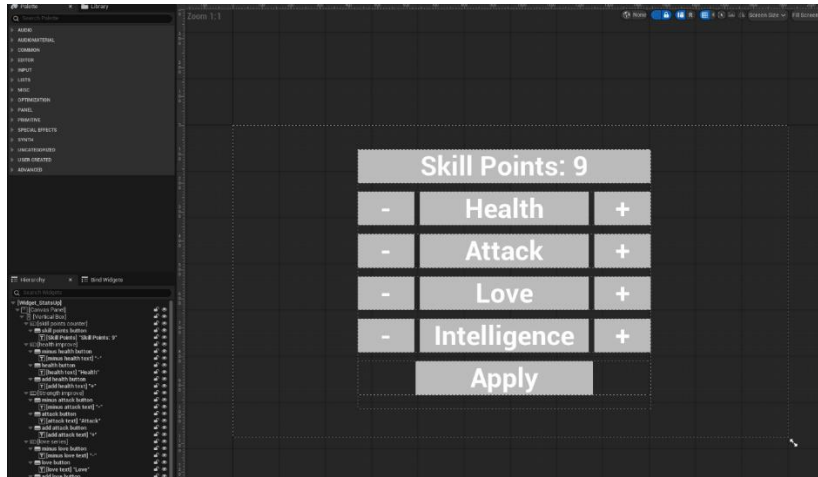 Palette
Library
Search Palette
AUDIO
AUDIOMATERIAL
COMMON
EDITOR
INPUT
LISTS
MISC
OPTIMIZATION
PANEL
PRIMITIVE
SPECIAL EFFECTS
SYNTH
UNCATEGORIZED
USER CREATED
ADVANCED
Hierarchy
Bind Widgets
Search Widgets
[Widget_StatsUp]
[Canvas Panel]
[Vertical Box]
[skill points counter]
skill points button
[Skill Points] "Skill Points: 9"
[health improve]
minus health button
[minus health text] "-"
health button
[health text] "Health"
add health button
[add health text] "+"
[strength improve]
minus attack button
[minus attack text] "-"
attack button
[attack text] "Attack"
add attack button
[add attack text] "+"
minus love button
[minus love text] "-"
love button
[love text] "Love"
add love button
Zoom 1:1
None
Screen Size
Fill Screen
Skill Points: 9
- Health +
- Attack +
- Love +
- Intelligence +
Apply